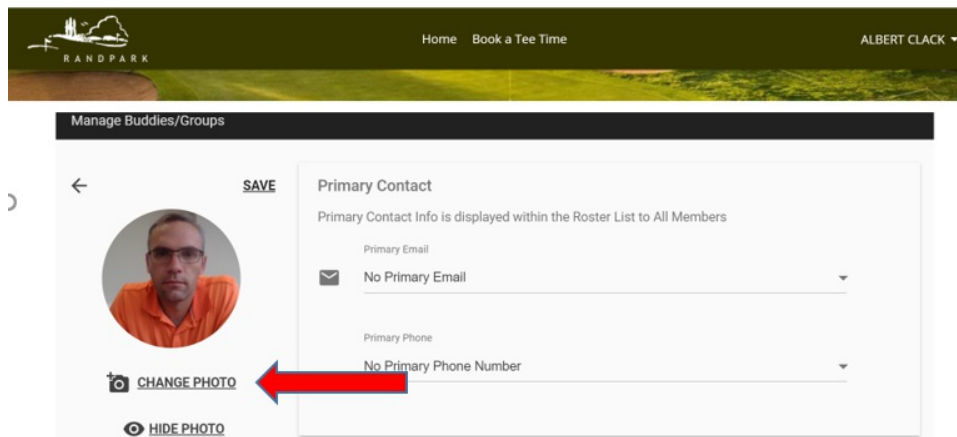 RANDPARK
Home Book a Tee Time
ALBERT CLACK
Manage Buddies/Groups
SAVE
CHANGE PHOTO
HIDE PHOTO
Primary Contact
Primary Contact Info is displayed within the Roster List to All Members
Primary Email
No Primary Email
Primary Phone
No Primary Phone Number